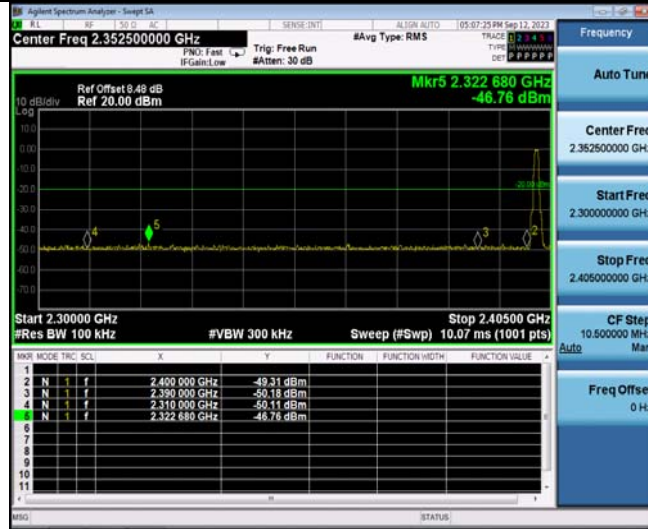 Agilent Spectrum Analyzer - Swept SA
RL RF 50 Ω AC SENSE:INT ALIGN AUTO 05:07:25 PM Sep 12, 2023
Center Freq 2.352500000 GHz
PNO: Fast
IFGain:Low
Trig: Free Run
#Atten: 30 dB
#Avg Type: RMS
TRACE 1 2 3 4 5 6
TYPE M
DET P P P P P P
Frequency
Mkr5 2.322 680 GHz
-46.76 dBm
Ref Offset 8.48 dB
10 dB/div Ref 20.00 dBm
Log
10.0
0.00
-10.0
-20.0
-30.0
-40.0
-50.0
-60.0
-70.0
-20.00 dBm
4
5
3
2
Start 2.30000 GHz Stop 2.40500 GHz
#Res BW 100 kHz #VBW 300 kHz Sweep (#Swp) 10.07 ms (1001 pts)
MKR MODE TRC SCL X Y FUNCTION FUNCTION WIDTH FUNCTION VALUE
1
2 N 1 f 2.400 000 GHz -49.31 dBm
3 N 1 f 2.390 000 GHz -50.18 dBm
4 N 1 f 2.310 000 GHz -50.11 dBm
5 N 1 f 2.322 680 GHz -46.76 dBm
6
7
8
9
10
11
MSG STATUS
Auto Tune
Center Freq
2.352500000 GHz
Start Freq
2.300000000 GHz
Stop Freq
2.405000000 GHz
CF Step
10.500000 MHz
Auto Man
Freq Offset
0 Hz